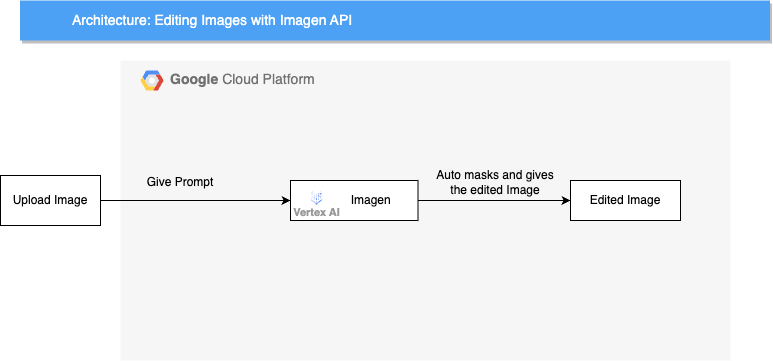 Architecture: Editing Images with Imagen API
Google Cloud Platform
Upload Image
Give Prompt
Imagen
Vertex AI
Auto masks and gives
the edited Image
Edited Image